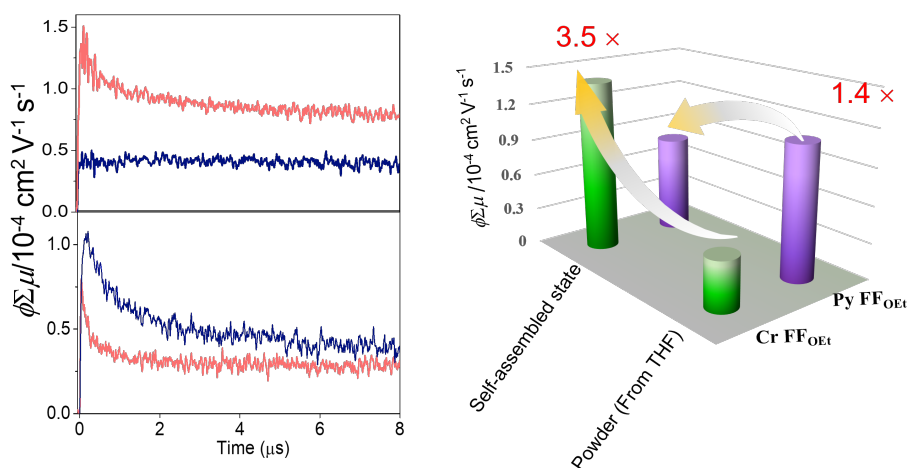 1.5
1.0
0.5
0.0
1.0
0.5
0.0
0
2
4
6
8
Time (μs)
ϕΣμ/10⁻⁴ cm² V⁻¹ s⁻¹
3.5 ×
1.4 ×
1.5
1.2
0.9
0.6
0.3
0
ϕΣμ/10⁻⁴ cm² V⁻¹ s⁻¹
Self-assembled state
Powder (From THF)
Cr FF_OEt
Py FF_OEt